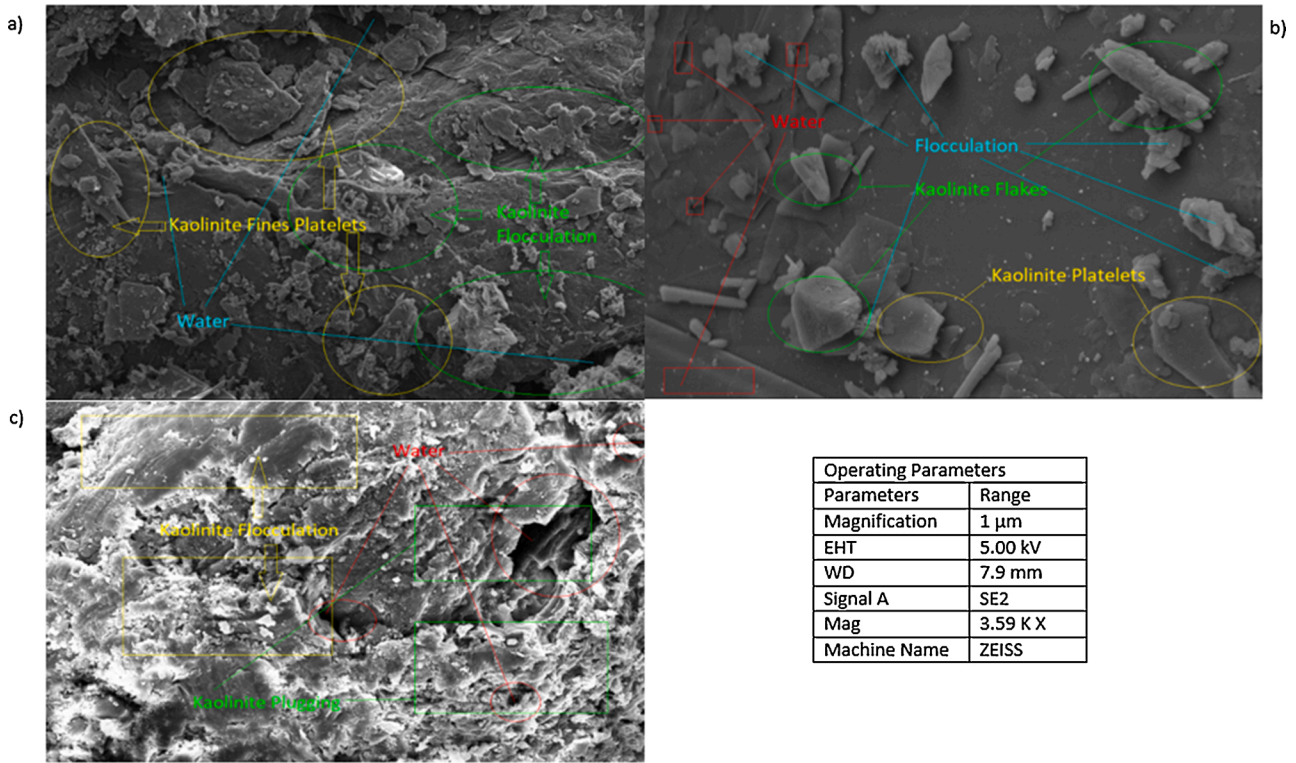 a)
Kaolinite Fines Platelets
Kaolinite
Flocculation
Water
b)
Water
Flocculation
Kaolinite Flakes
Kaolinite Platelets
c)
Water
Kaolinite Flocculation
Kaolinite Plugging
Operating Parameters
Parameters Range
Magnification 1 µm
EHT 5.00 kV
WD 7.9 mm
Signal A SE2
Mag 3.59 K X
Machine Name ZEISS